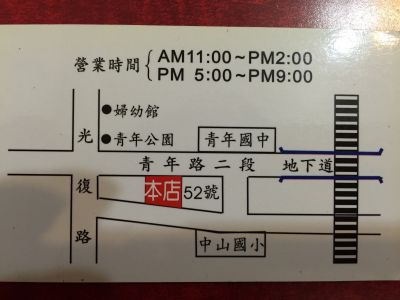 營業時間
AM11:00~PM2:00
PM 5:00~PM9:00
婦幼館
青年公園
青年國中
光復路
青年路二段
地下道
本店
52號
中山國小